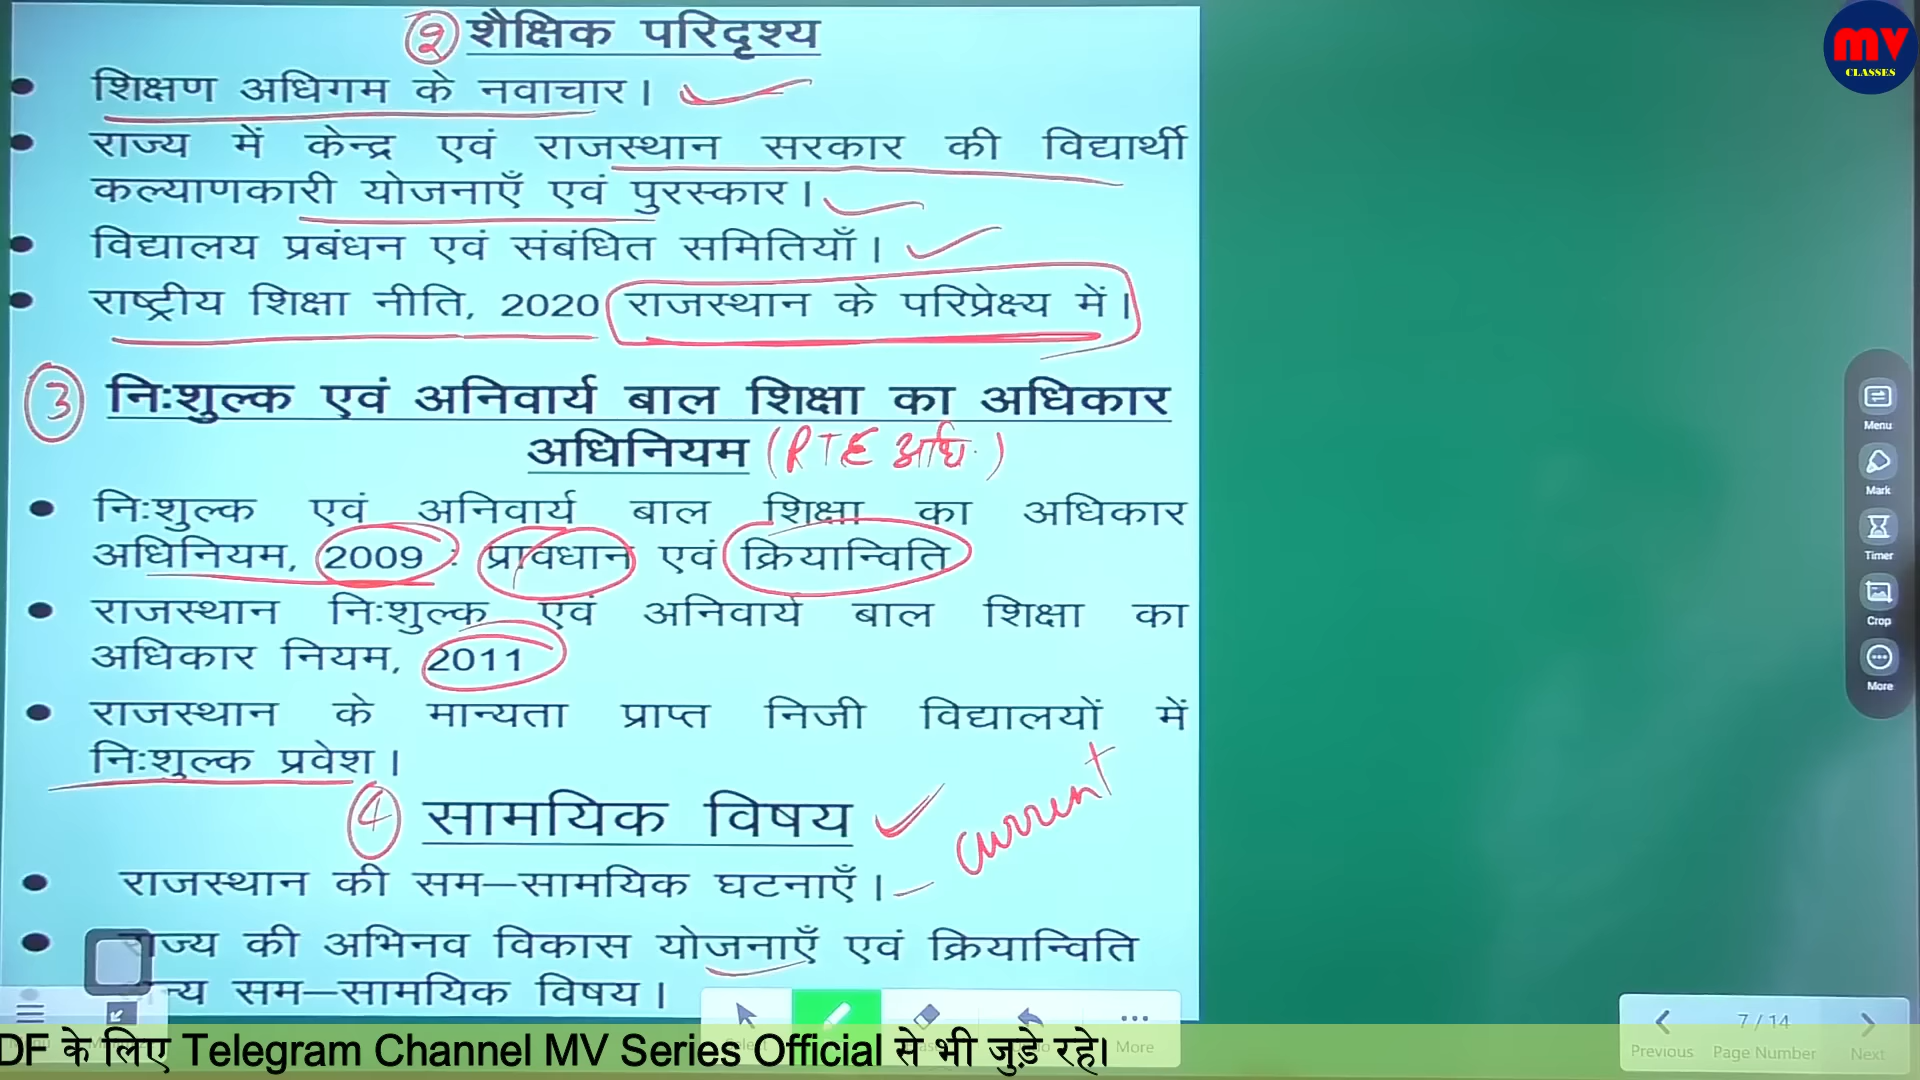 ② शैक्षिक परिदृश्य
MV
CLASSES
• शिक्षण अधिगम के नवाचार।
• राज्य में केन्द्र एवं राजस्थान सरकार की विद्यार्थी
कल्याणकारी योजनाएँ एवं पुरस्कार।
• विद्यालय प्रबंधन एवं संबंधित समितियाँ।
• राष्ट्रीय शिक्षा नीति, 2020 राजस्थान के परिप्रेक्ष्य में।
③ निःशुल्क एवं अनिवार्य बाल शिक्षा का अधिकार
अधिनियम (RTE अधि.)
• निःशुल्क एवं अनिवार्य बाल शिक्षा का अधिकार
अधिनियम, 2009 : प्रावधान एवं क्रियान्विति
• राजस्थान निःशुल्क एवं अनिवार्य बाल शिक्षा का
अधिकार नियम, 2011
• राजस्थान के मान्यता प्राप्त निजी विद्यालयों में
निःशुल्क प्रवेश।
④ सामयिक विषय
current
• राजस्थान की सम–सामयिक घटनाएँ।
• राज्य की अभिनव विकास योजनाएँ एवं क्रियान्विति
न्य सम–सामयिक विषय।
Menu
Mark
Timer
Crop
More
7 / 14
Previous Page Number Next
More
DF के लिए Telegram Channel MV Series Official से भी जुड़े रहे।